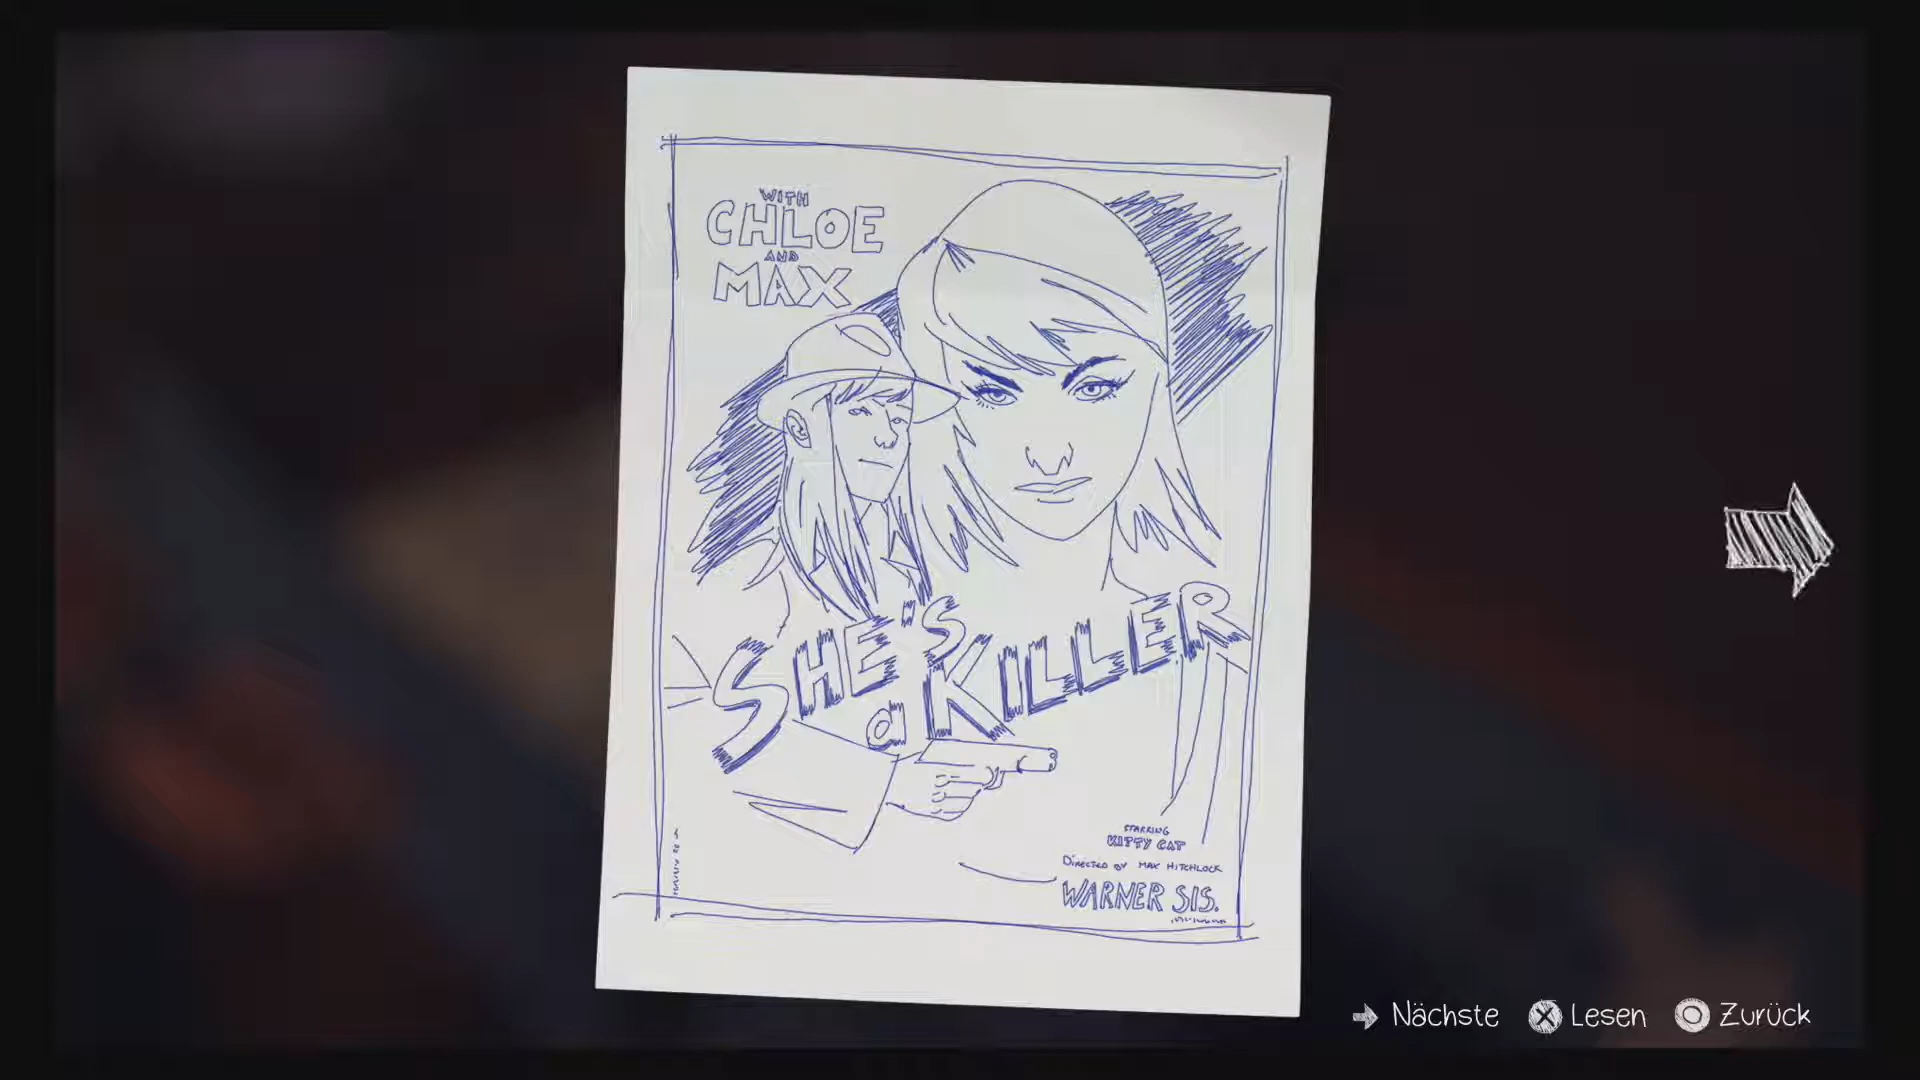 WITH
CHLOE
AND
MAX
SHE'S
a KILLER
STARRING
KITTY CAT
DIRECTED BY MAX HITCHLOCK
WARNER SIS.
Nächste
Lesen
Zurück